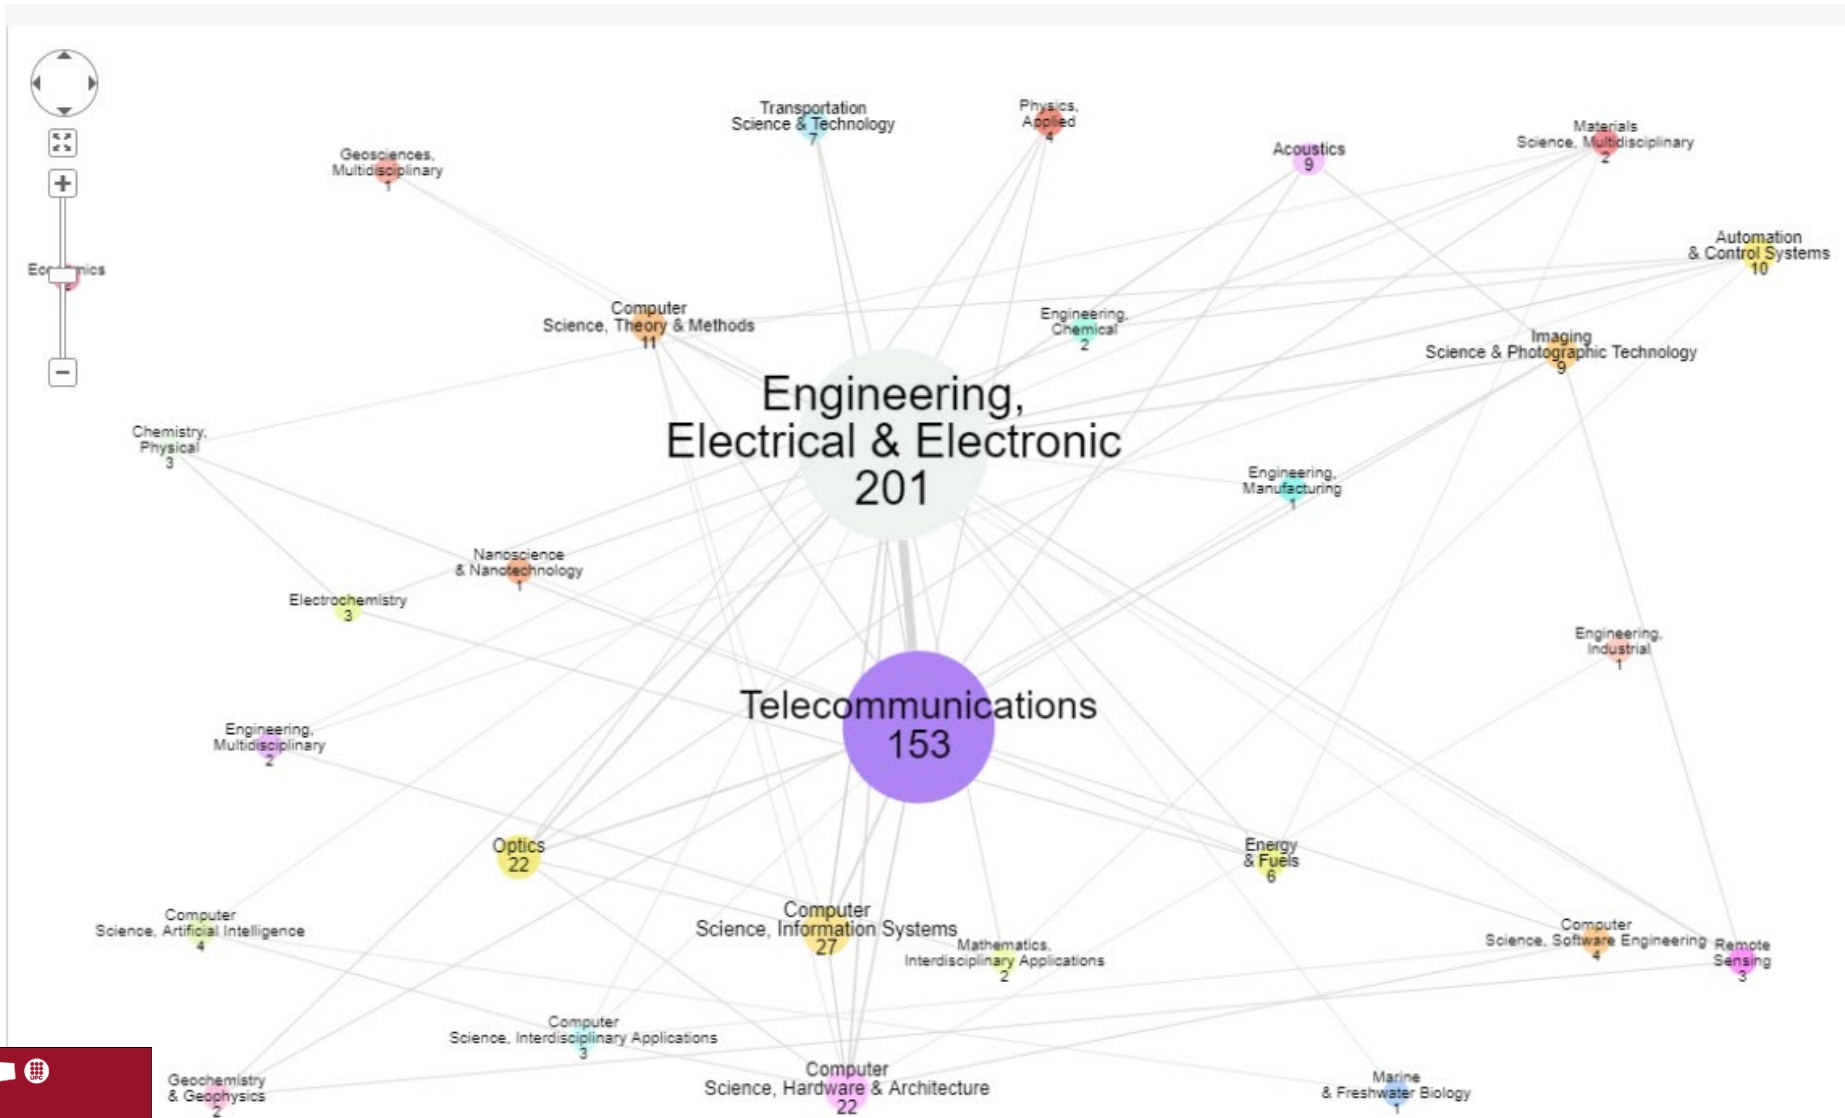 Transportation
Science & Technology
7
Physics,
Applied
4
Materials
Science, Multidisciplinary
2
Acoustics
9
Geosciences,
Multidisciplinary
1
Automation
& Control Systems
10
Computer
Science, Theory & Methods
11
Engineering,
Chemical
2
Imaging
Science & Photographic Technology
9
Engineering,
Electrical & Electronic
201
Chemistry,
Physical
3
Engineering,
Manufacturing
1
Nanoscience
& Nanotechnology
1
Electrochemistry
3
Engineering,
Industrial
1
Telecommunications
153
Engineering,
Multidisciplinary
2
Optics
22
Energy
& Fuels
6
Computer
Science, Artificial Intelligence
4
Computer
Science, Information Systems
27
Mathematics,
Interdisciplinary Applications
2
Computer
Science, Software Engineering
4
Remote
Sensing
3
Computer
Science, Interdisciplinary Applications
3
Computer
Science, Hardware & Architecture
22
Geochemistry
& Geophysics
2
Marine
& Freshwater Biology
1
UPC